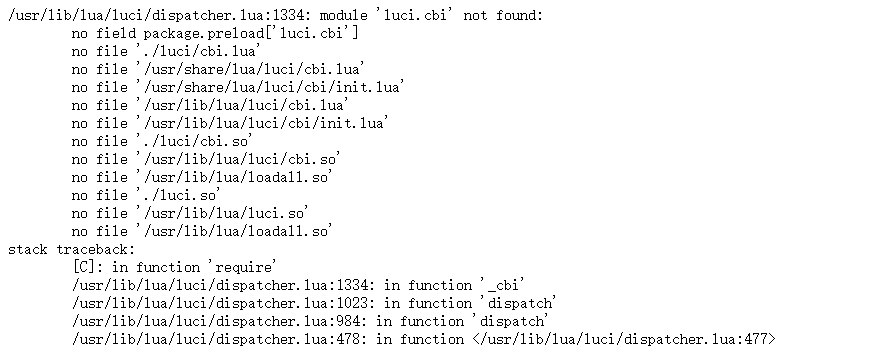 /usr/lib/lua/luci/dispatcher.lua:1334: module 'luci.cbi' not found:
no field package.preload['luci.cbi']
no file './luci/cbi.lua'
no file '/usr/share/lua/luci/cbi.lua'
no file '/usr/share/lua/luci/cbi/init.lua'
no file '/usr/lib/lua/luci/cbi.lua'
no file '/usr/lib/lua/luci/cbi/init.lua'
no file './luci/cbi.so'
no file '/usr/lib/lua/luci/cbi.so'
no file '/usr/lib/lua/loadall.so'
no file './luci.so'
no file '/usr/lib/lua/luci.so'
no file '/usr/lib/lua/loadall.so'
stack traceback:
[C]: in function 'require'
/usr/lib/lua/luci/dispatcher.lua:1334: in function '_cbi'
/usr/lib/lua/luci/dispatcher.lua:1023: in function 'dispatch'
/usr/lib/lua/luci/dispatcher.lua:984: in function 'dispatch'
/usr/lib/lua/luci/dispatcher.lua:478: in function </usr/lib/lua/luci/dispatcher.lua:477>